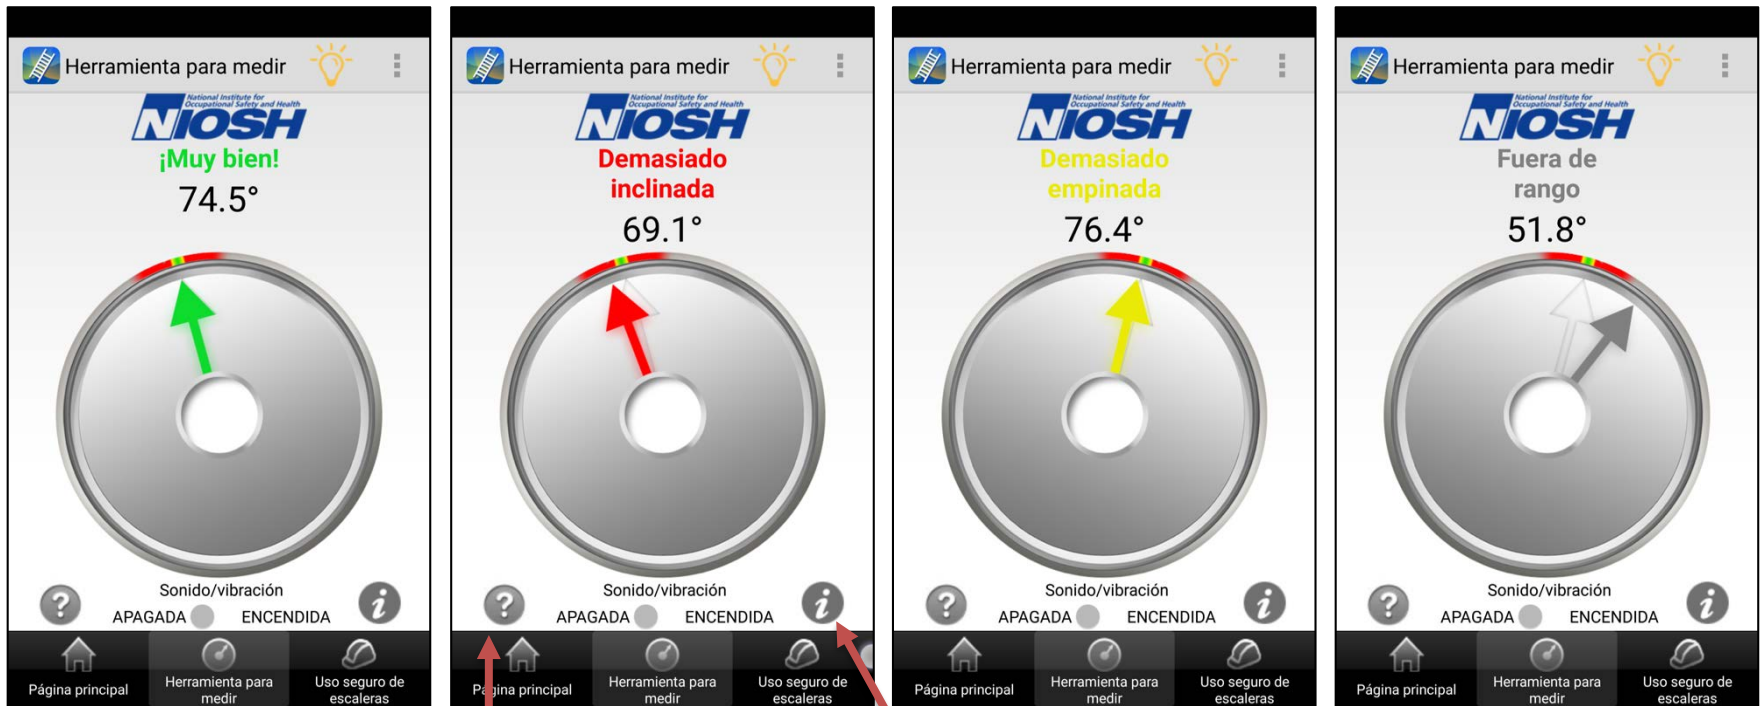 Herramienta para medir
National Institute for
Occupational Safety and Health
NIOSH
¡Muy bien!
74.5°
?
Sonido/vibración
i
APAGADA ENCENDIDA
Página principal
Herramienta para
medir
Uso seguro de
escaleras
Herramienta para medir
National Institute for
Occupational Safety and Health
NIOSH
Demasiado
inclinada
69.1°
?
Sonido/vibración
i
APAGADA ENCENDIDA
Página principal
Herramienta para
medir
Uso seguro de
escaleras
Herramienta para medir
National Institute for
Occupational Safety and Health
NIOSH
Demasiado
empinada
76.4°
?
Sonido/vibración
i
APAGADA ENCENDIDA
Página principal
Herramienta para
medir
Uso seguro de
escaleras
Herramienta para medir
National Institute for
Occupational Safety and Health
NIOSH
Fuera de
rango
51.8°
?
Sonido/vibración
i
APAGADA ENCENDIDA
Página principal
Herramienta para
medir
Uso seguro de
escaleras